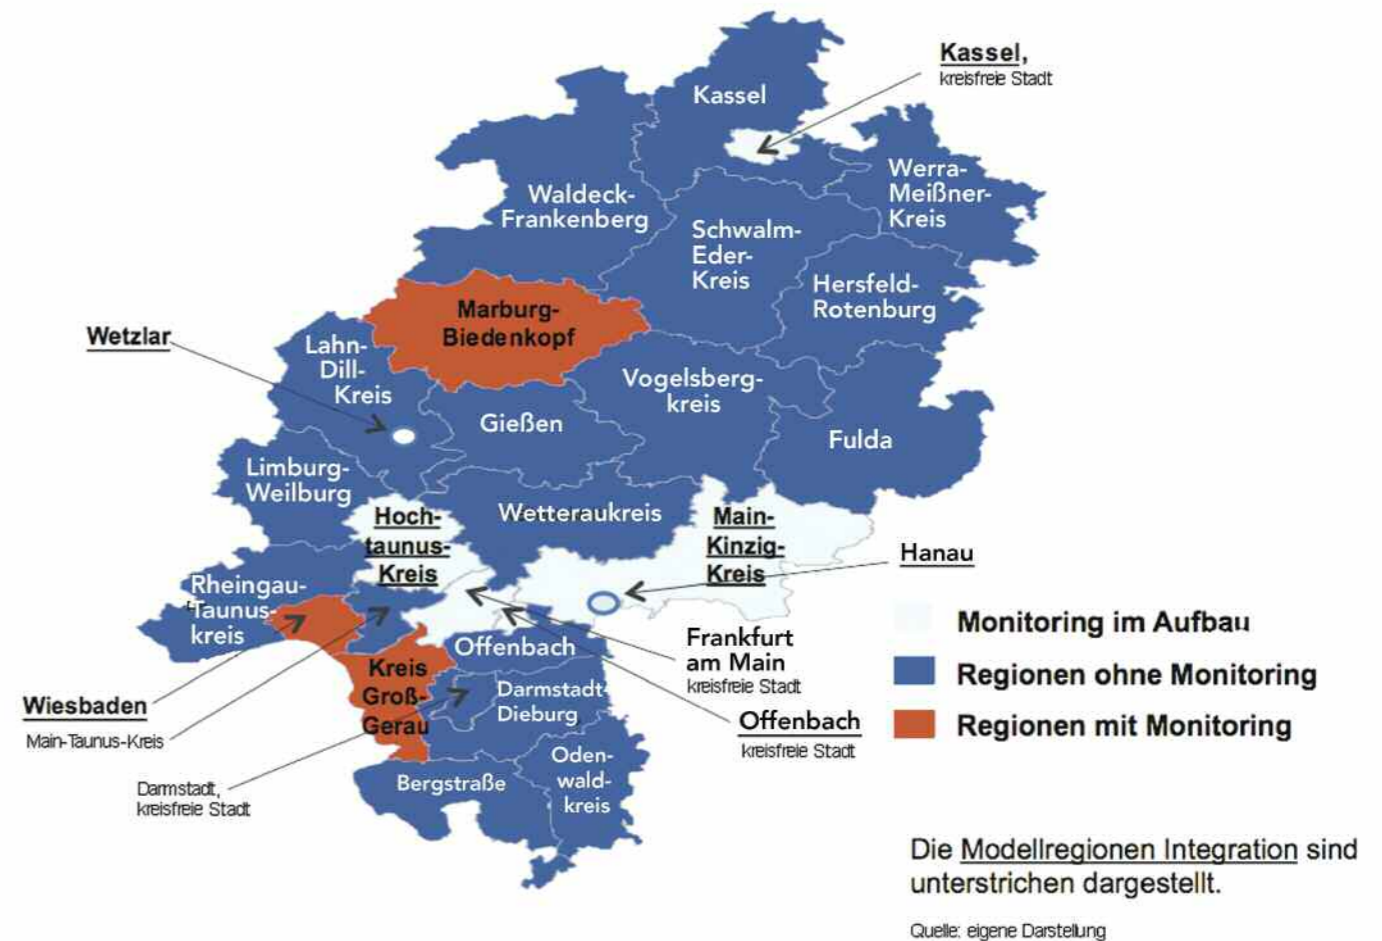 Kassel,
kreisfreie Stadt
Kassel
Werra-
Meißner-
Kreis
Waldeck-
Frankenberg
Schwalm-
Eder-
Kreis
Hersfeld-
Rotenburg
Marburg-
Biedenkopf
Wetzlar
Lahn-
Dill-
Kreis
Vogelsberg-
kreis
Gießen
Fulda
Limburg-
Weilburg
Hoch-
taunus-
Kreis
Wetteraukreis
Main-
Kinzig-
Kreis
Hanau
Rheingau-
Taunus-
kreis
Frankfurt
am Main
kreisfreie Stadt
Offenbach
Kreis
Groß-
Gerau
Darmstadt-
Dieburg
Wiesbaden
Main-Taunus-Kreis
Offenbach
kreisfreie Stadt
Darmstadt,
kreisfreie Stadt
Bergstraße
Oden-
wald-
kreis
Monitoring im Aufbau
Regionen ohne Monitoring
Regionen mit Monitoring
Die Modellregionen Integration sind
unterstrichen dargestellt.
Quelle: eigene Darstellung